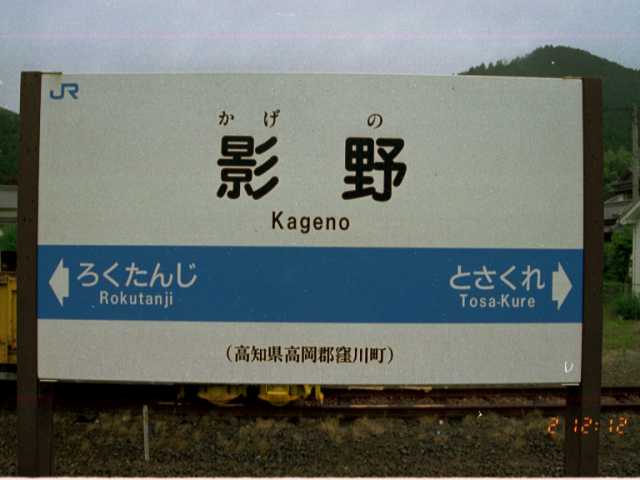 JR
かげ の
影野
Kageno
ろくたんじ
Rokutanji
とさくれ
Tosa-Kure
（高知県高岡郡窪川町）
2 12:12